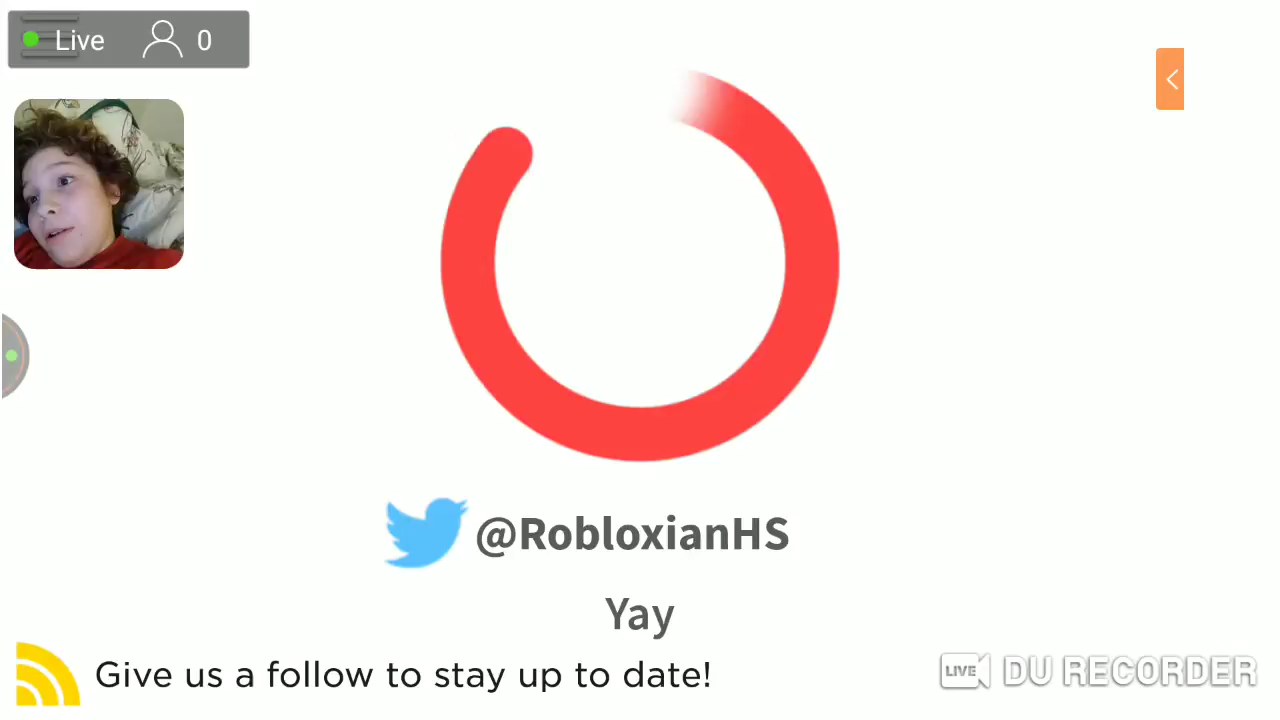 Live 0
@RobloxianHS
Yay
Give us a follow to stay up to date!
LIVE DU RECORDER